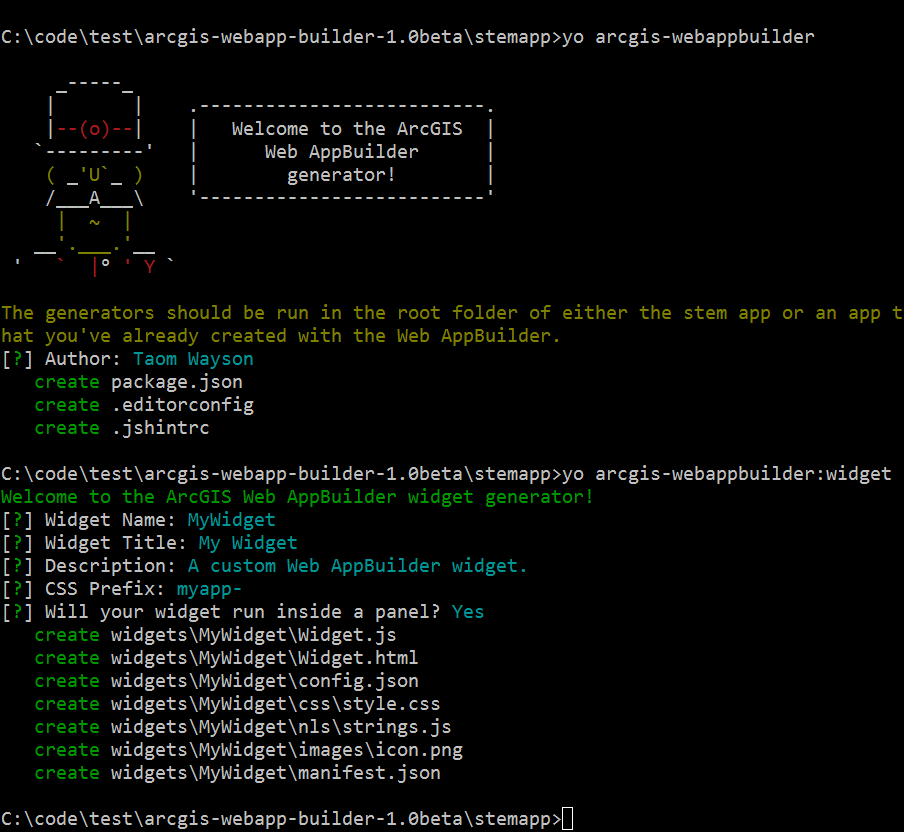 C:\code\test\arcgis-webapp-builder-1.0beta\stemapp>yo arcgis-webappbuilder
     _-----_
    |       |    .--------------------------.
    |--(o)--|    |   Welcome to the ArcGIS  |
   `---------'   |      Web AppBuilder      |
    ( _'U`_ )    |        generator!        |
    /___A___\    '--------------------------'
     |  ~  |
   __'.___.'__
 '   `  |° ' Y `
The generators should be run in the root folder of either the stem app or an app t
hat you've already created with the Web AppBuilder.
[?] Author: Taom Wayson
   create package.json
   create .editorconfig
   create .jshintrc
C:\code\test\arcgis-webapp-builder-1.0beta\stemapp>yo arcgis-webappbuilder:widget
Welcome to the ArcGIS Web AppBuilder widget generator!
[?] Widget Name: MyWidget
[?] Widget Title: My Widget
[?] Description: A custom Web AppBuilder widget.
[?] CSS Prefix: myapp-
[?] Will your widget run inside a panel? Yes
   create widgets\MyWidget\Widget.js
   create widgets\MyWidget\Widget.html
   create widgets\MyWidget\config.json
   create widgets\MyWidget\css\style.css
   create widgets\MyWidget\nls\strings.js
   create widgets\MyWidget\images\icon.png
   create widgets\MyWidget\manifest.json
C:\code\test\arcgis-webapp-builder-1.0beta\stemapp>